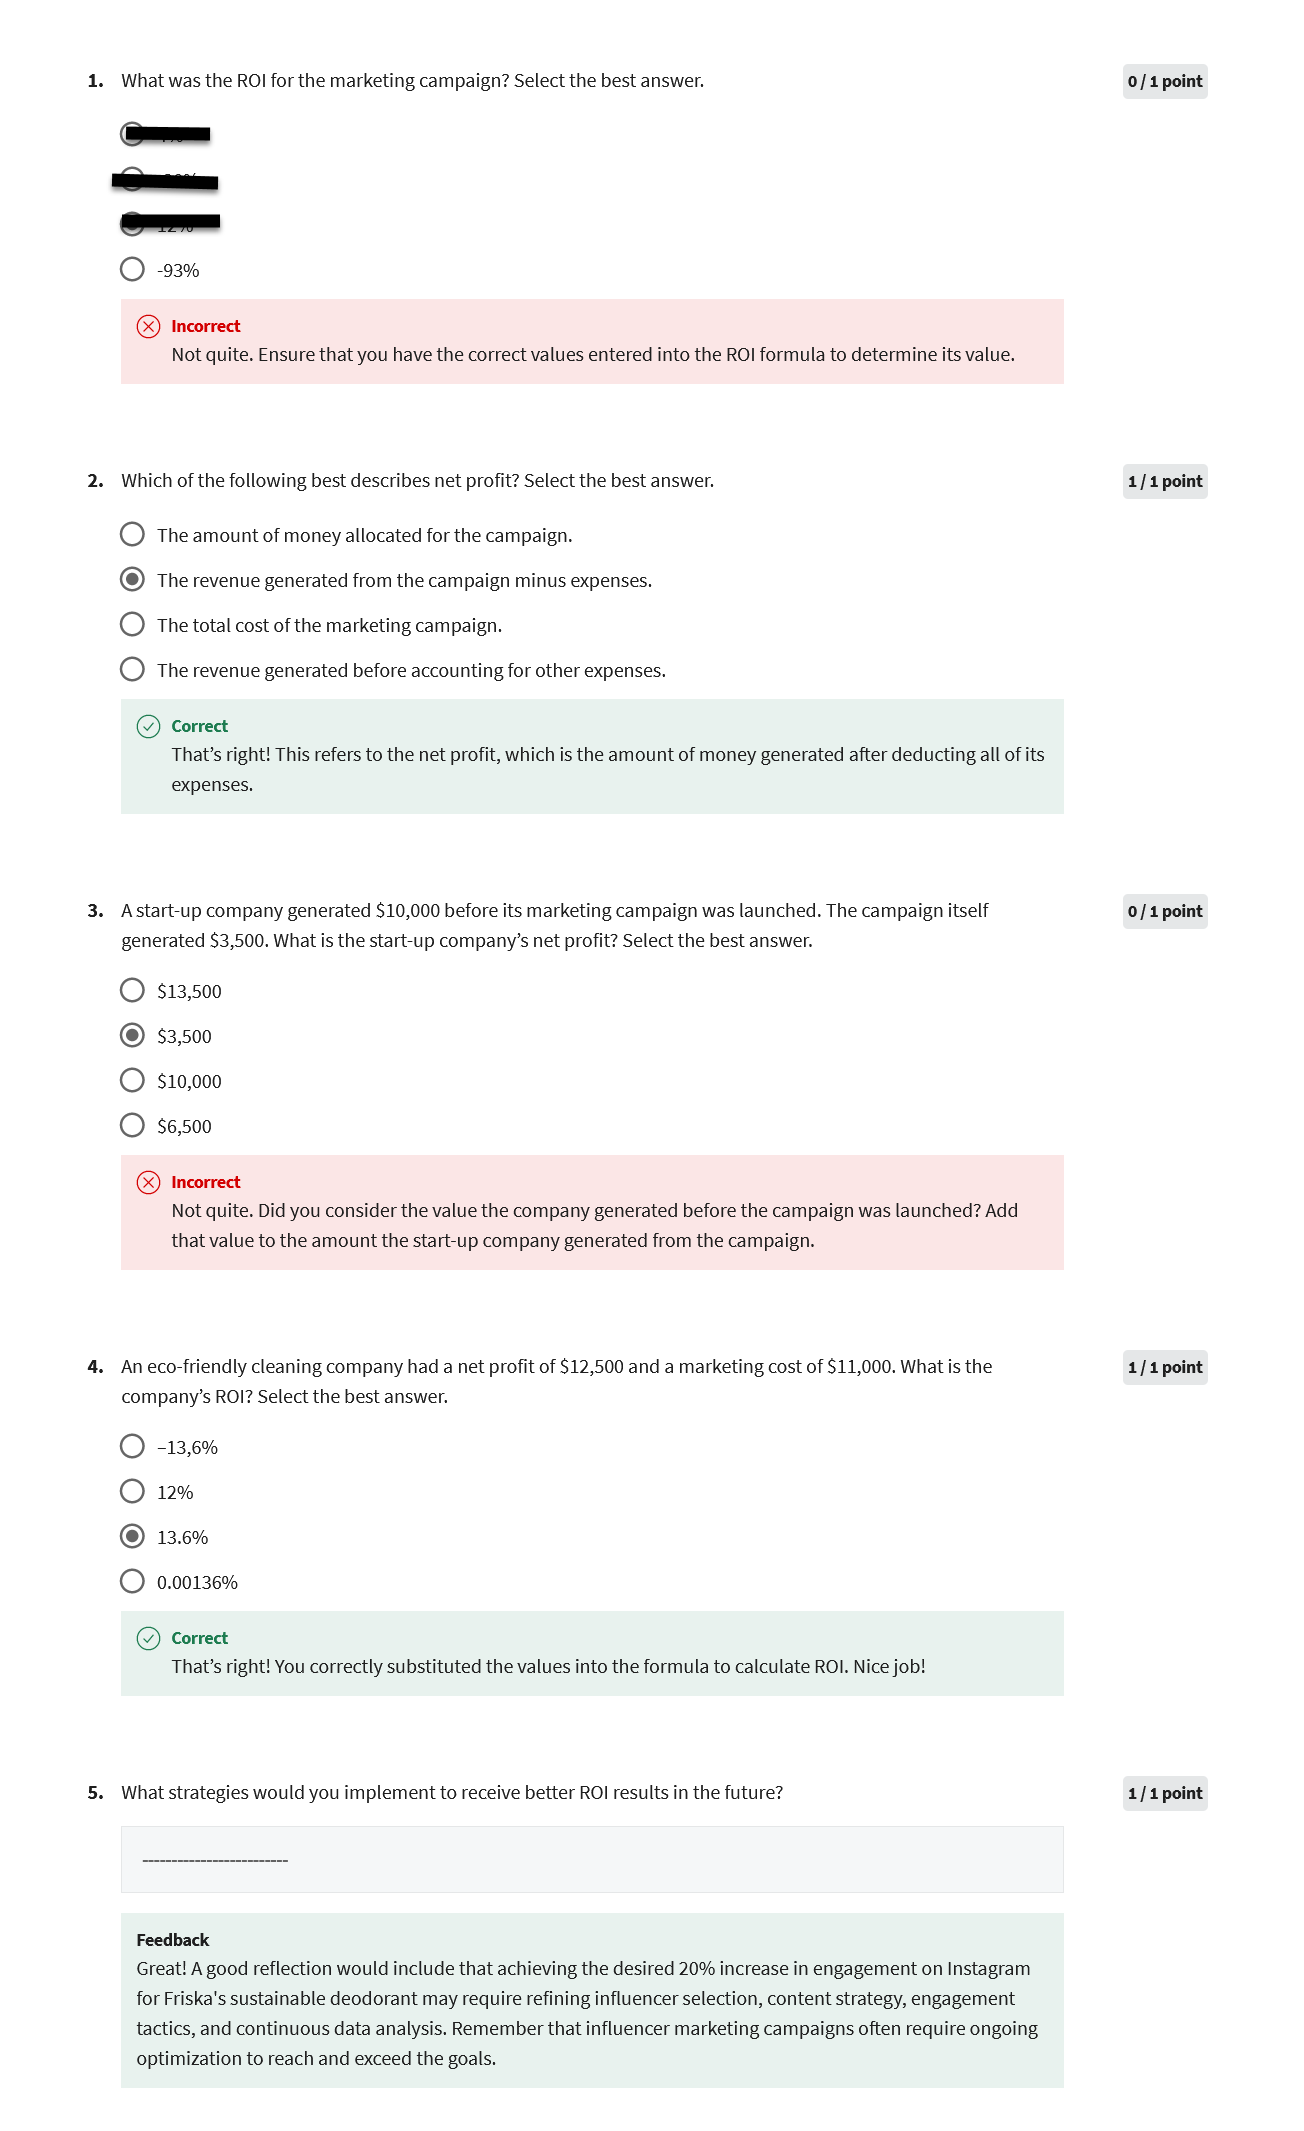 1. What was the ROI for the marketing campaign? Select the best answer.
0 / 1 point
12%
-93%
Incorrect
Not quite. Ensure that you have the correct values entered into the ROI formula to determine its value.
2. Which of the following best describes net profit? Select the best answer.
1 / 1 point
The amount of money allocated for the campaign.
The revenue generated from the campaign minus expenses.
The total cost of the marketing campaign.
The revenue generated before accounting for other expenses.
Correct
That’s right! This refers to the net profit, which is the amount of money generated after deducting all of its
expenses.
3. A start-up company generated $10,000 before its marketing campaign was launched. The campaign itself
generated $3,500. What is the start-up company’s net profit? Select the best answer.
0 / 1 point
$13,500
$3,500
$10,000
$6,500
Incorrect
Not quite. Did you consider the value the company generated before the campaign was launched? Add
that value to the amount the start-up company generated from the campaign.
4. An eco-friendly cleaning company had a net profit of $12,500 and a marketing cost of $11,000. What is the
company’s ROI? Select the best answer.
1 / 1 point
–13,6%
12%
13.6%
0.00136%
Correct
That’s right! You correctly substituted the values into the formula to calculate ROI. Nice job!
5. What strategies would you implement to receive better ROI results in the future?
1 / 1 point
-------------------------
Feedback
Great! A good reflection would include that achieving the desired 20% increase in engagement on Instagram
for Friska's sustainable deodorant may require refining influencer selection, content strategy, engagement
tactics, and continuous data analysis. Remember that influencer marketing campaigns often require ongoing
optimization to reach and exceed the goals.